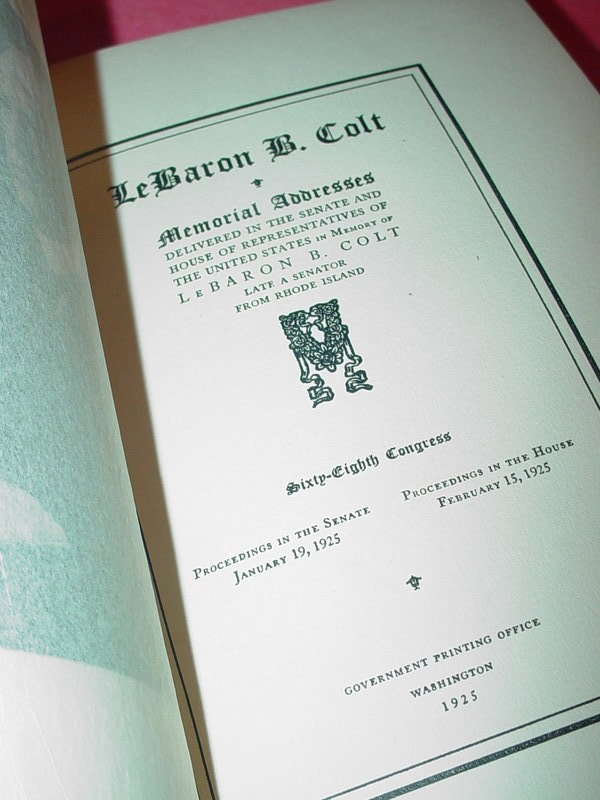 LeBaron B. Colt
Memorial Addresses
DELIVERED IN THE SENATE AND
HOUSE OF REPRESENTATIVES OF
THE UNITED STATES IN MEMORY OF
LEBARON B. COLT
LATE A SENATOR
FROM RHODE ISLAND
Sixty-Eighth Congress
PROCEEDINGS IN THE SENATE
JANUARY 19, 1925
PROCEEDINGS IN THE HOUSE
FEBRUARY 15, 1925
GOVERNMENT PRINTING OFFICE
WASHINGTON
1925